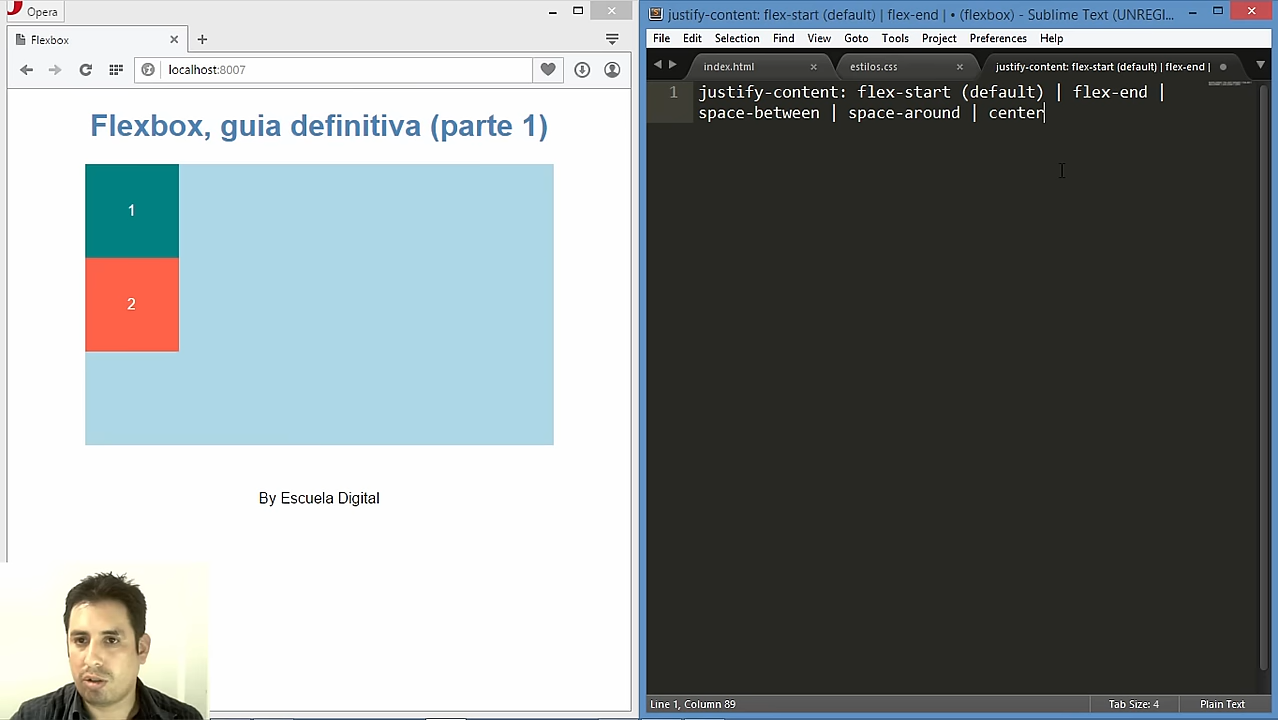 Opera
Flexbox
localhost:8007
Flexbox, guia definitiva (parte 1)
1
2
By Escuela Digital
justify-content: flex-start (default) | flex-end | • (flexbox) - Sublime Text (UNREGI...
File Edit Selection Find View Goto Tools Project Preferences Help
index.html estilos.css justify-content: flex-start (default) | flex-end |
1 justify-content: flex-start (default) | flex-end |
space-between | space-around | center
Line 1, Column 89 Tab Size: 4 Plain Text